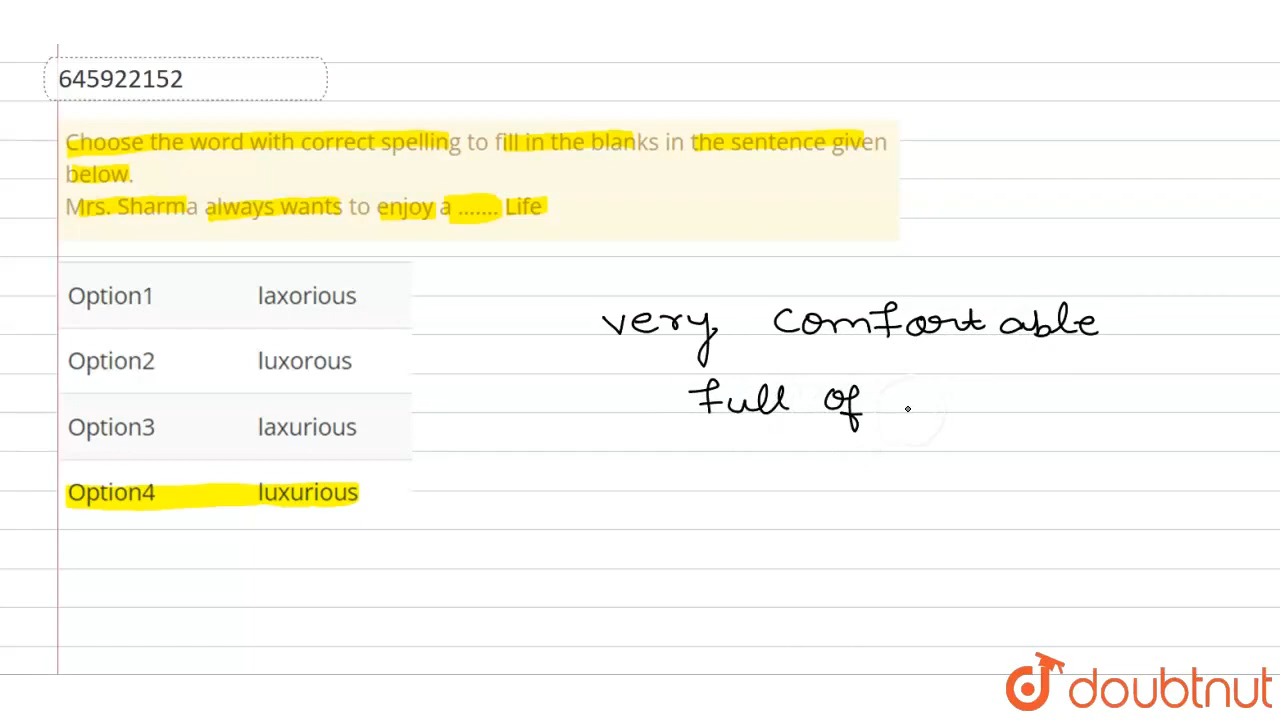 645922152
Choose the word with correct spelling to fill in the blanks in the sentence given
below.
Mrs. Sharma always wants to enjoy a ....... Life
Option1 laxorious
Option2 luxorous
Option3 laxurious
Option4 luxurious
very comfortable
full of
doubtnut